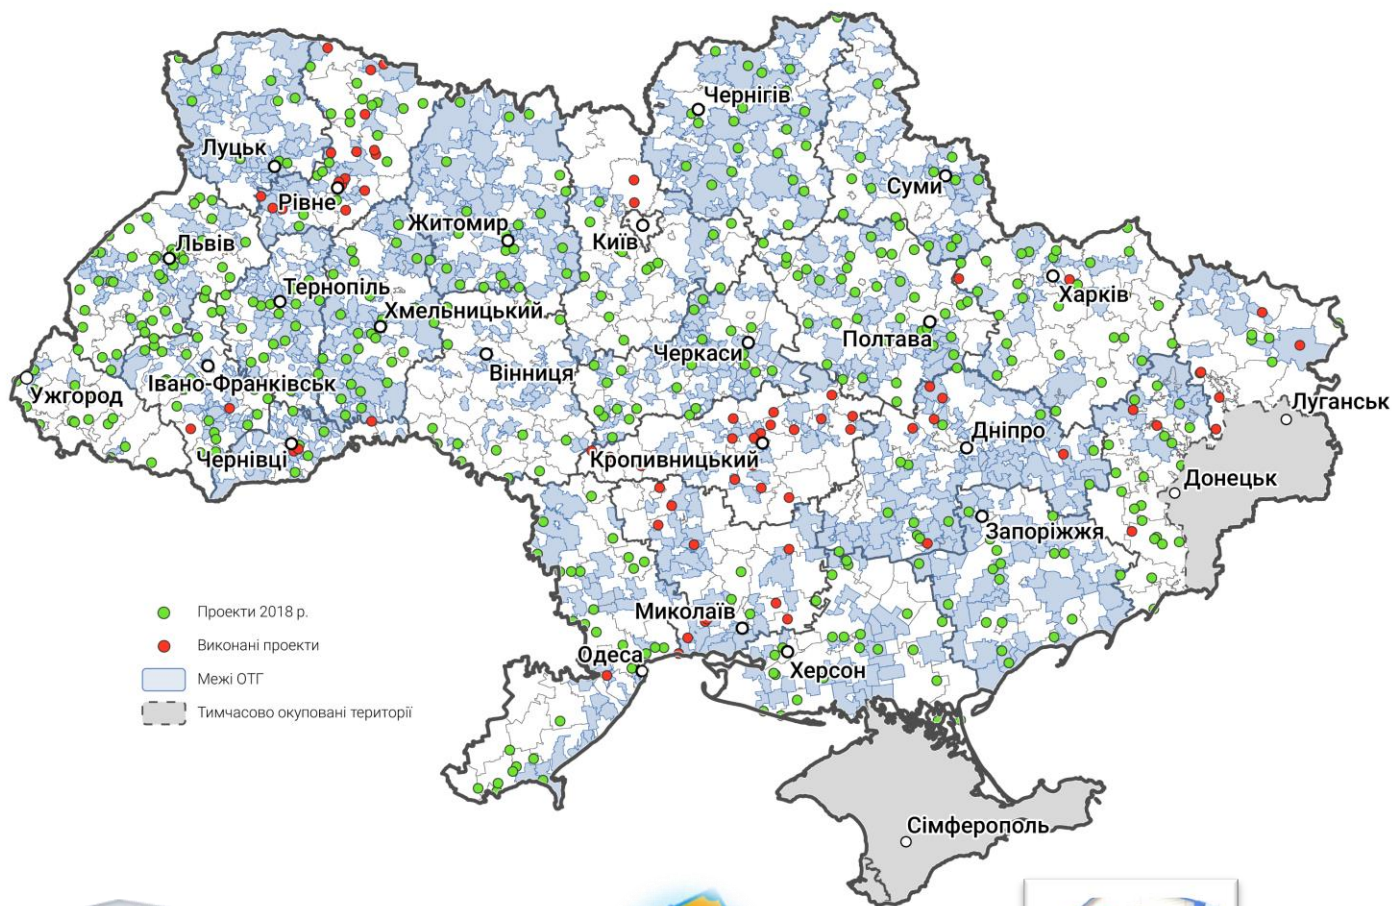 Чернігів
Луцьк
Рівне
Суми
Житомир
Київ
Львів
Тернопіль
Хмельницький
Харків
Полтава
Черкаси
Вінниця
Івано-Франківськ
Ужгород
Луганськ
Чернівці
Кропивницький
Дніпро
Донецьк
Запоріжжя
Проекти 2018 р.
Виконані проекти
Межі ОТГ
Тимчасово окуповані території
Миколаїв
Одеса
Херсон
Сімферополь